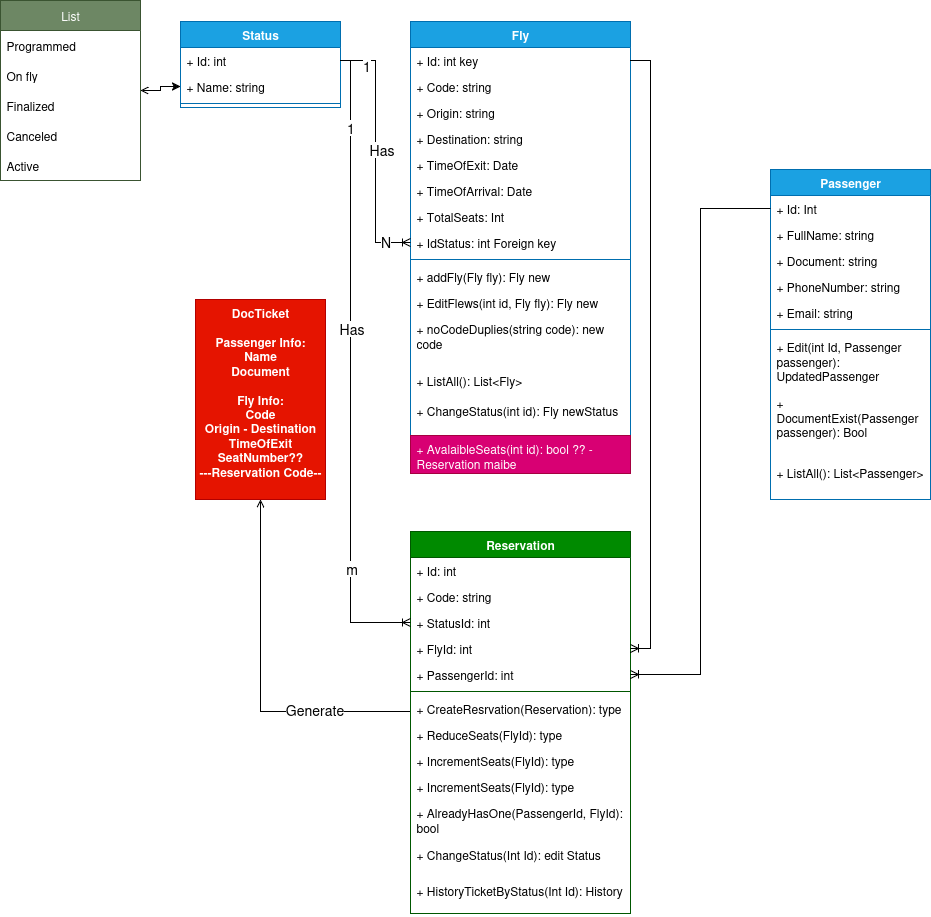 List
Programmed
On fly
Finalized
Canceled
Active
Status
+ Id: int
+ Name: string
1
1
Has
N
Has
m
Fly
+ Id: int key
+ Code: string
+ Origin: string
+ Destination: string
+ TimeOfExit: Date
+ TimeOfArrival: Date
+ TotalSeats: Int
+ IdStatus: int Foreign key
+ addFly(Fly fly): Fly new
+ EditFlews(int id, Fly fly): Fly new
+ noCodeDuplies(string code): new
code
+ ListAll(): List<Fly>
+ ChangeStatus(int id): Fly newStatus
+ AvalaibleSeats(int id): bool ?? -
Reservation maibe
Passenger
+ Id: Int
+ FullName: string
+ Document: string
+ PhoneNumber: string
+ Email: string
+ Edit(int Id, Passenger
passenger):
UpdatedPassenger
+
DocumentExist(Passenger
passenger): Bool
+ ListAll(): List<Passenger>
DocTicket
Passenger Info:
Name
Document
Fly Info:
Code
Origin - Destination
TimeOfExit
SeatNumber??
---Reservation Code--
Generate
Reservation
+ Id: int
+ Code: string
+ StatusId: int
+ FlyId: int
+ PassengerId: int
+ CreateResrvation(Reservation): type
+ ReduceSeats(FlyId): type
+ IncrementSeats(FlyId): type
+ IncrementSeats(FlyId): type
+ AlreadyHasOne(PassengerId, FlyId):
bool
+ ChangeStatus(Int Id): edit Status
+ HistoryTicketByStatus(Int Id): History